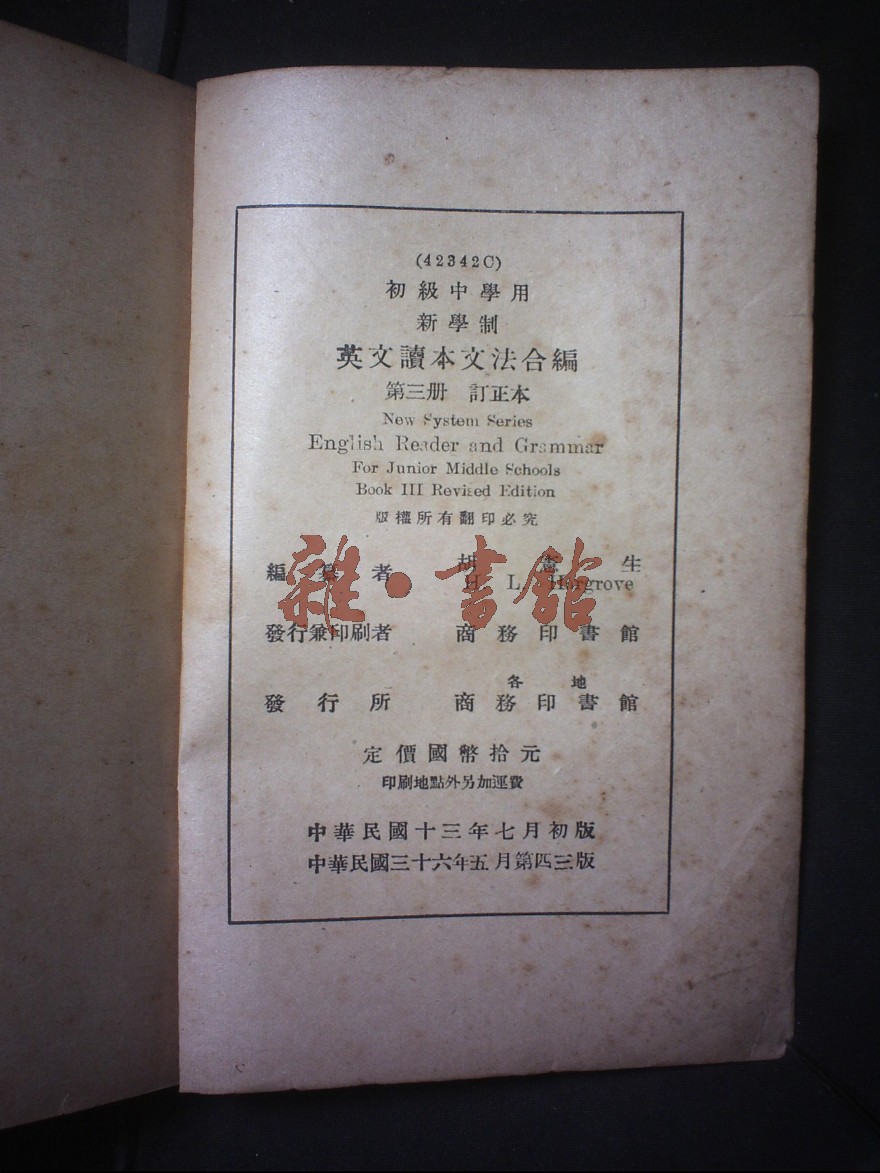 (42342C)
初級中學用
新學制
英文讀本文法合編
第三册 訂正本
New System Series
English Reader and Grammar
For Junior Middle Schools
Book III Revised Edition
版權所有翻印必究
編纂者 胡憲生
H. L. Hargrove
雜·書館
發行兼印刷者 商務印書館
各地
發行所 商務印書館
定價國幣拾元
印刷地點外另加運費
中華民國十三年七月初版
中華民國三十六年五月第四三版